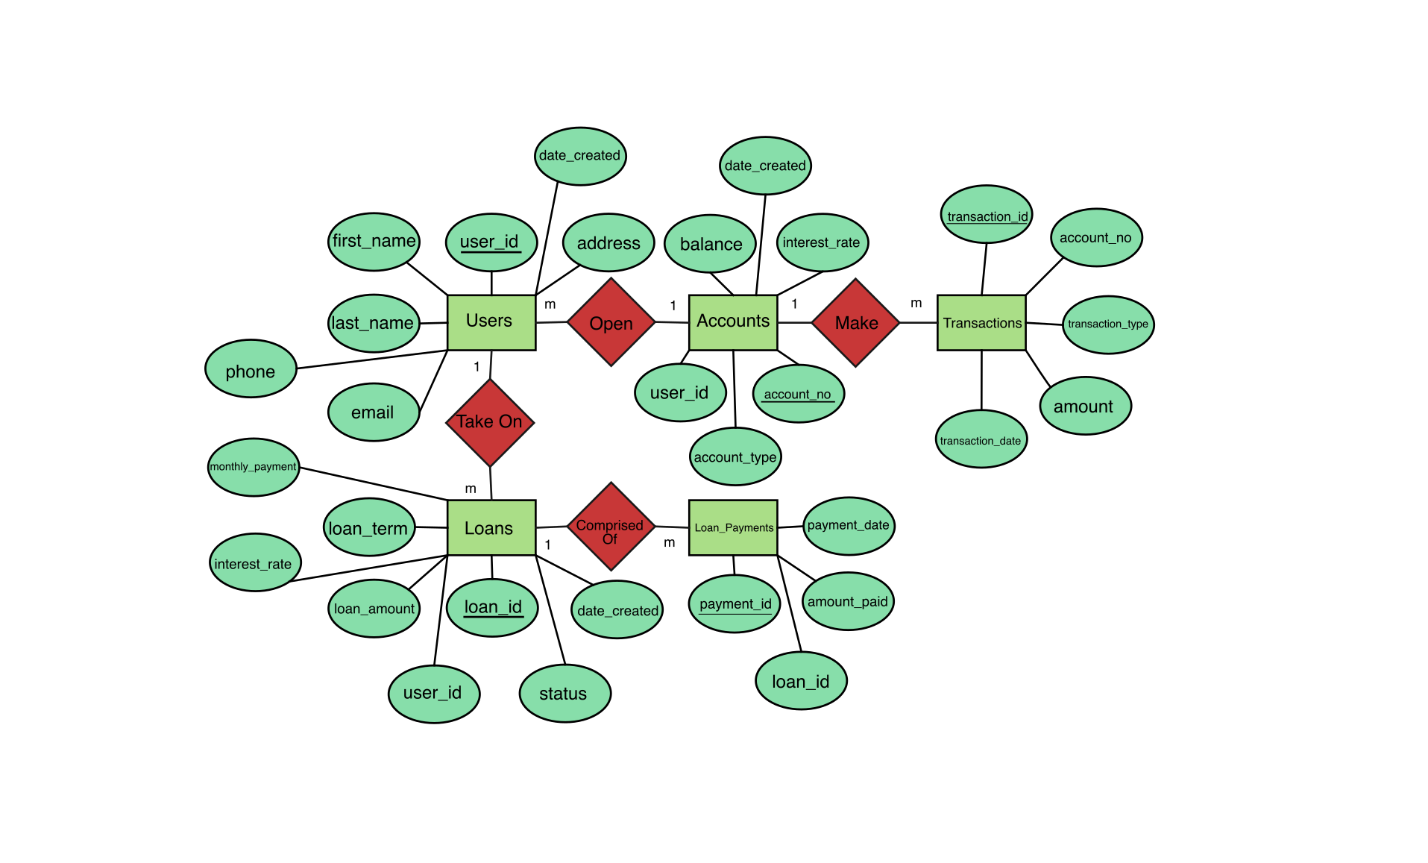 date_created
date_created
first_name
user_id
address
balance
interest_rate
transaction_id
account_no
last_name
Users
m
Open
1
Accounts
1
Make
m
Transactions
transaction_type
phone
1
email
Take On
user_id
account_no
amount
transaction_date
account_type
monthly_payment
m
loan_term
Loans
1
Comprised
Of
m
Loan_Payments
payment_date
interest_rate
loan_amount
loan_id
date_created
payment_id
amount_paid
user_id
status
loan_id